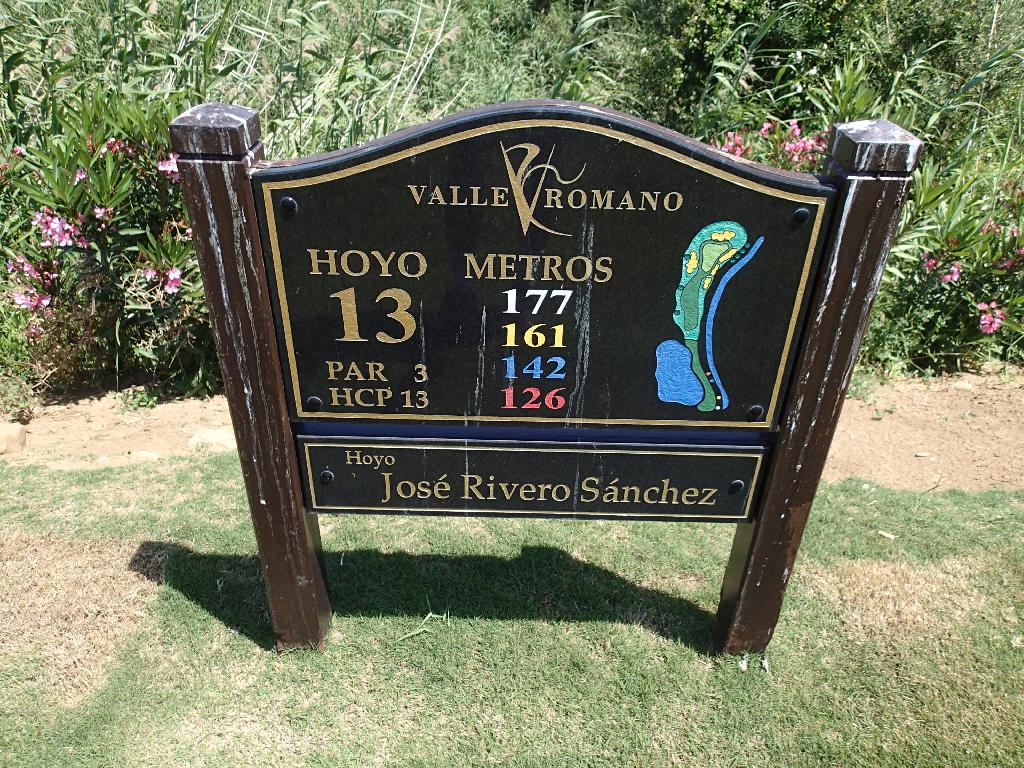 VALLE ROMANO
HOYO
13
PAR 3
HCP 13
METROS
177
161
142
126
Hoyo
José Rivero Sánchez